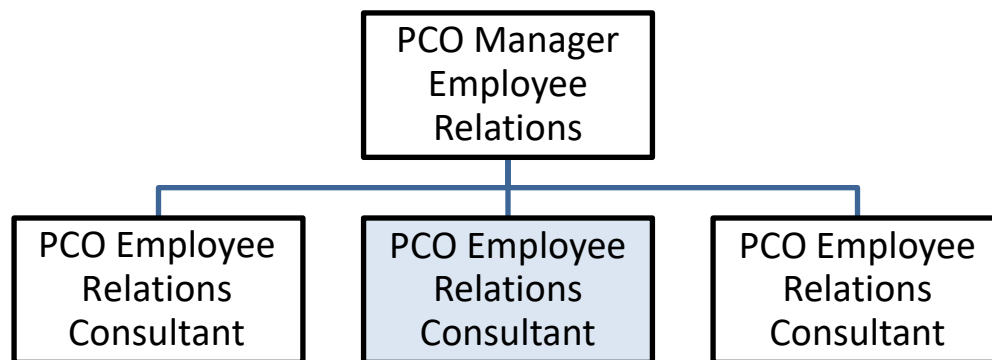 PCO Manager
Employee
Relations
PCO Employee
Relations
Consultant
PCO Employee
Relations
Consultant
PCO Employee
Relations
Consultant